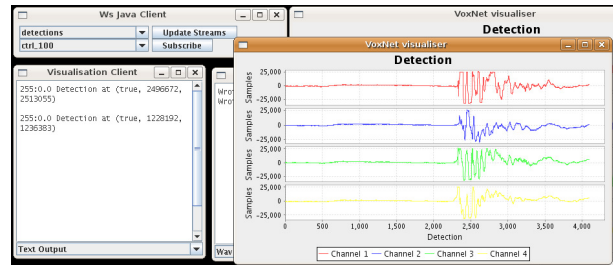 Ws Java Client
detections
Update Streams
ctrl_100
Subscribe
Visualisation Client
255:0.0 Detection at (true, 2496672,
2513055)
255:0.0 Detection at (true, 1228192,
1236383)
Text Output
Wro
Wro
Wav
VoxNet visualiser
Detection
VoxNet visualiser
Detection
Samples
25,000
0
-25,000
Samples
25,000
0
-25,000
Samples
25,000
0
-25,000
Samples
25,000
0
-25,000
0 500 1,000 1,500 2,000 2,500 3,000 3,500 4,000
Detection
Channel 1 Channel 2 Channel 3 Channel 4